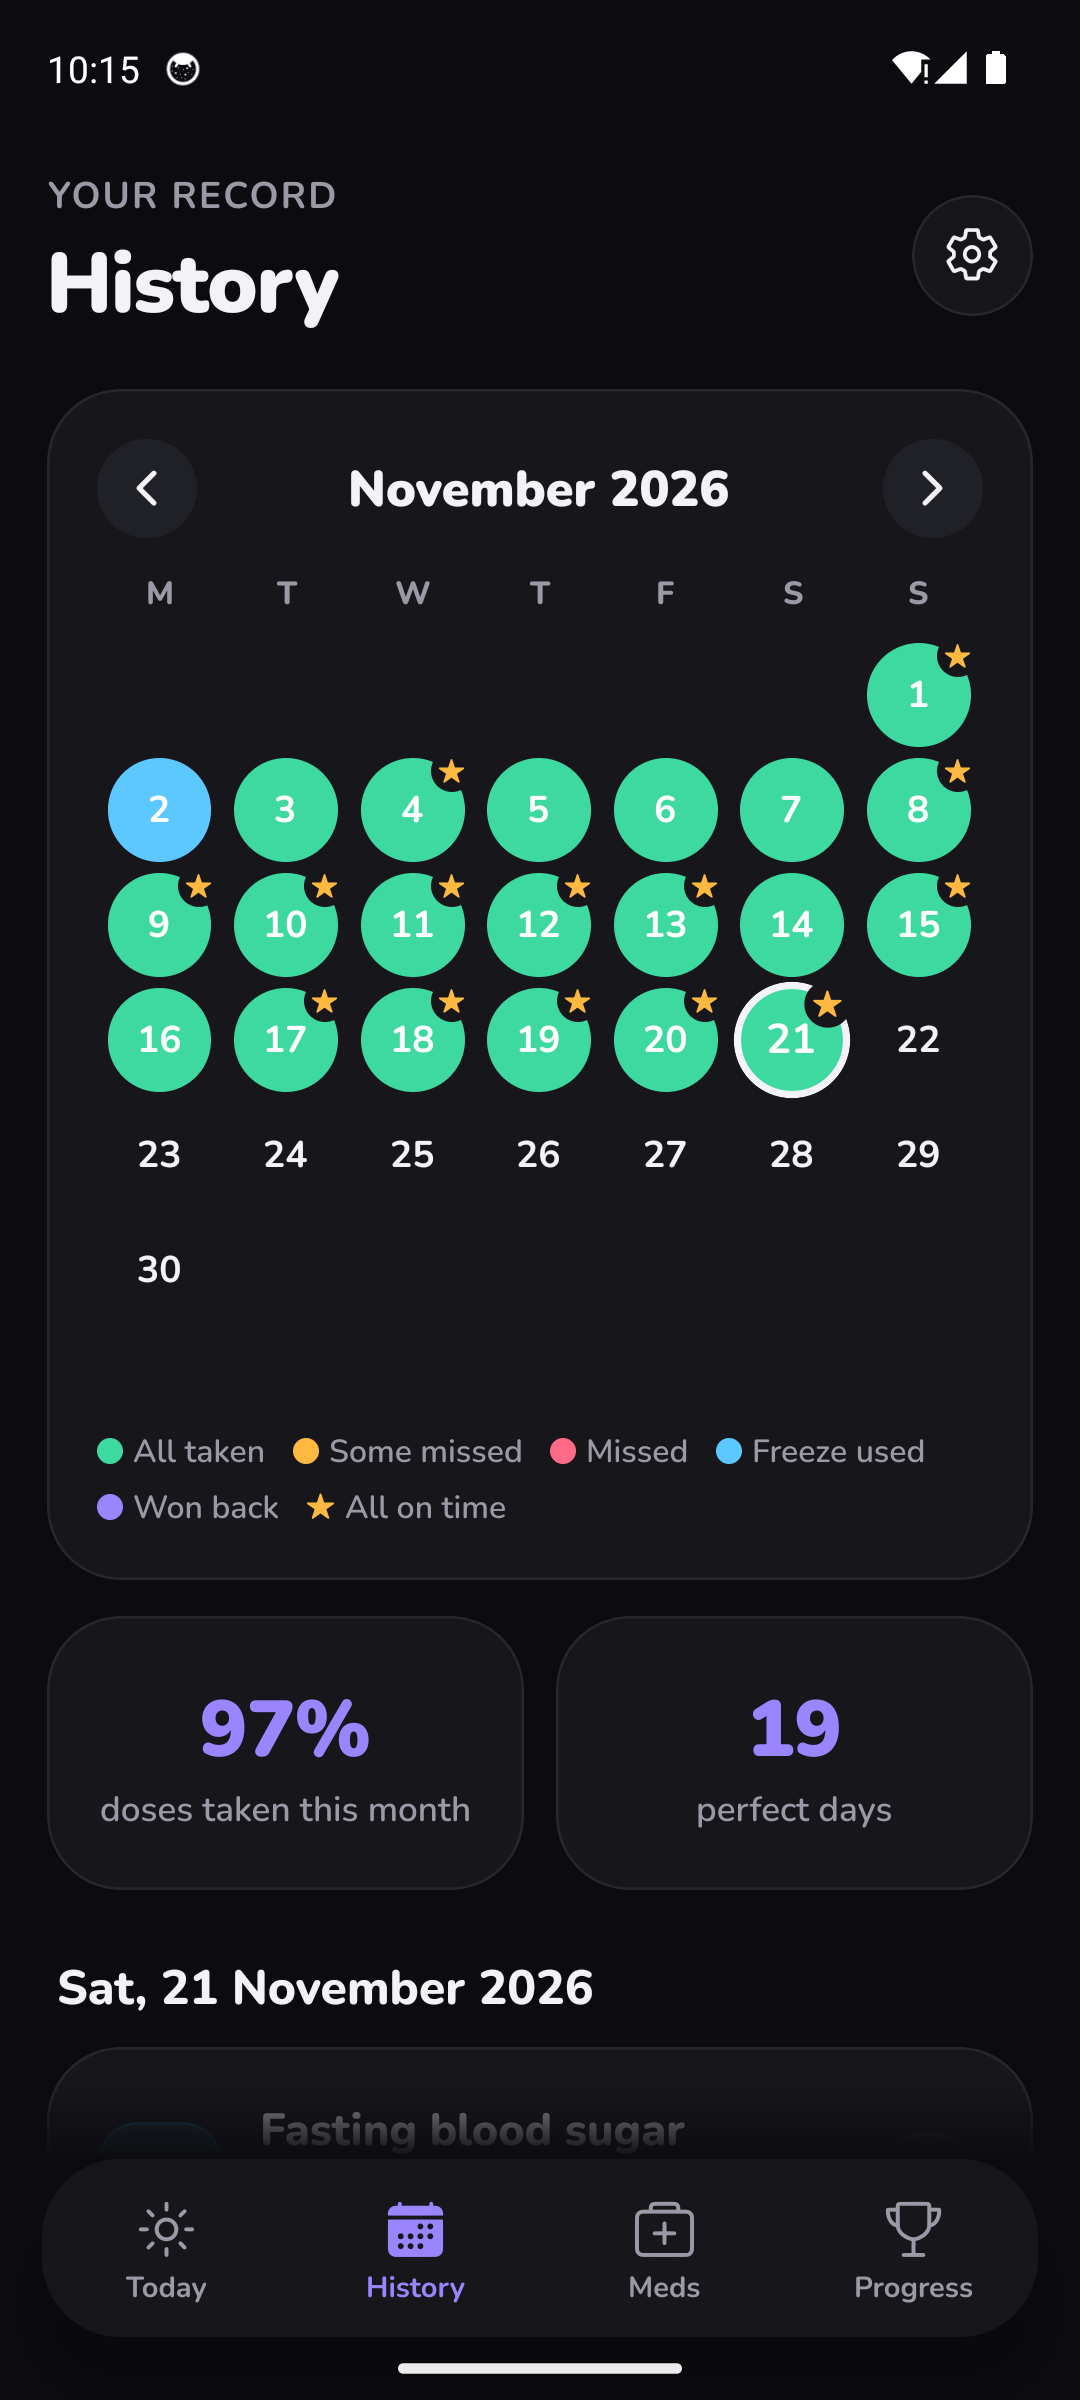 10:15
YOUR RECORD
History
November 2026
M T W T F S S
1
2 3 4 5 6 7 8
9 10 11 12 13 14 15
16 17 18 19 20 21 22
23 24 25 26 27 28 29
30
All taken Some missed Missed Freeze used
Won back All on time
97% 19
doses taken this month perfect days
Sat, 21 November 2026
Fasting blood sugar
Today History Meds Progress